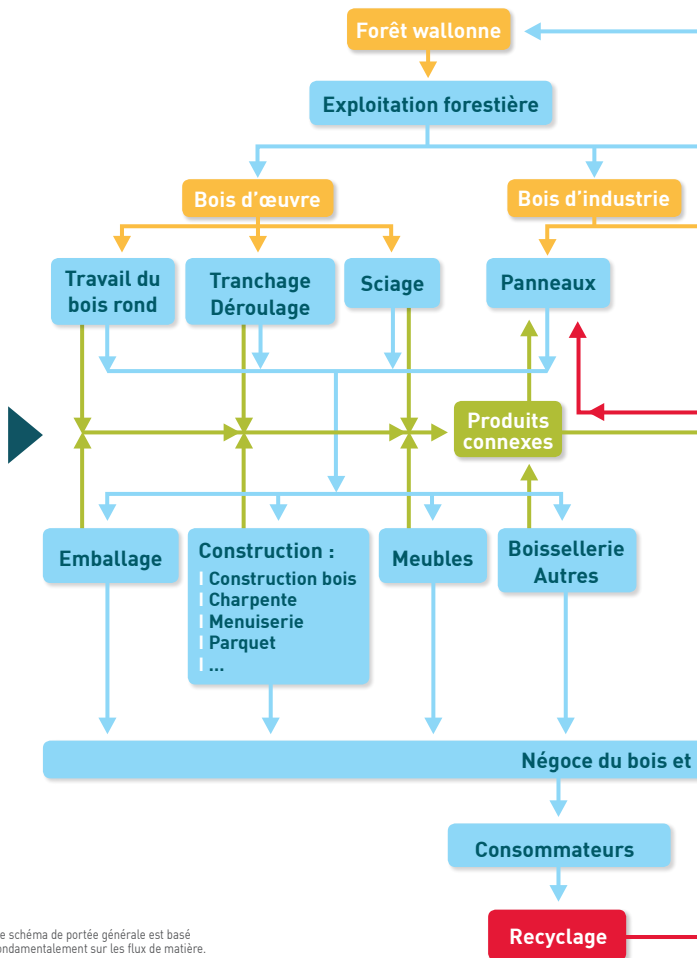 Forêt wallonne
Exploitation forestière
Bois d'œuvre
Bois d'industrie
Travail du
bois rond
Tranchage
Déroulage
Sciage
Panneaux
Produits
connexes
Emballage
Construction :
| Construction bois
| Charpente
| Menuiserie
| Parquet
| ...
Meubles
Boissellerie
Autres
Négoce du bois et
Consommateurs
Recyclage
e schéma de portée générale est basé
ondamentalement sur les flux de matière.